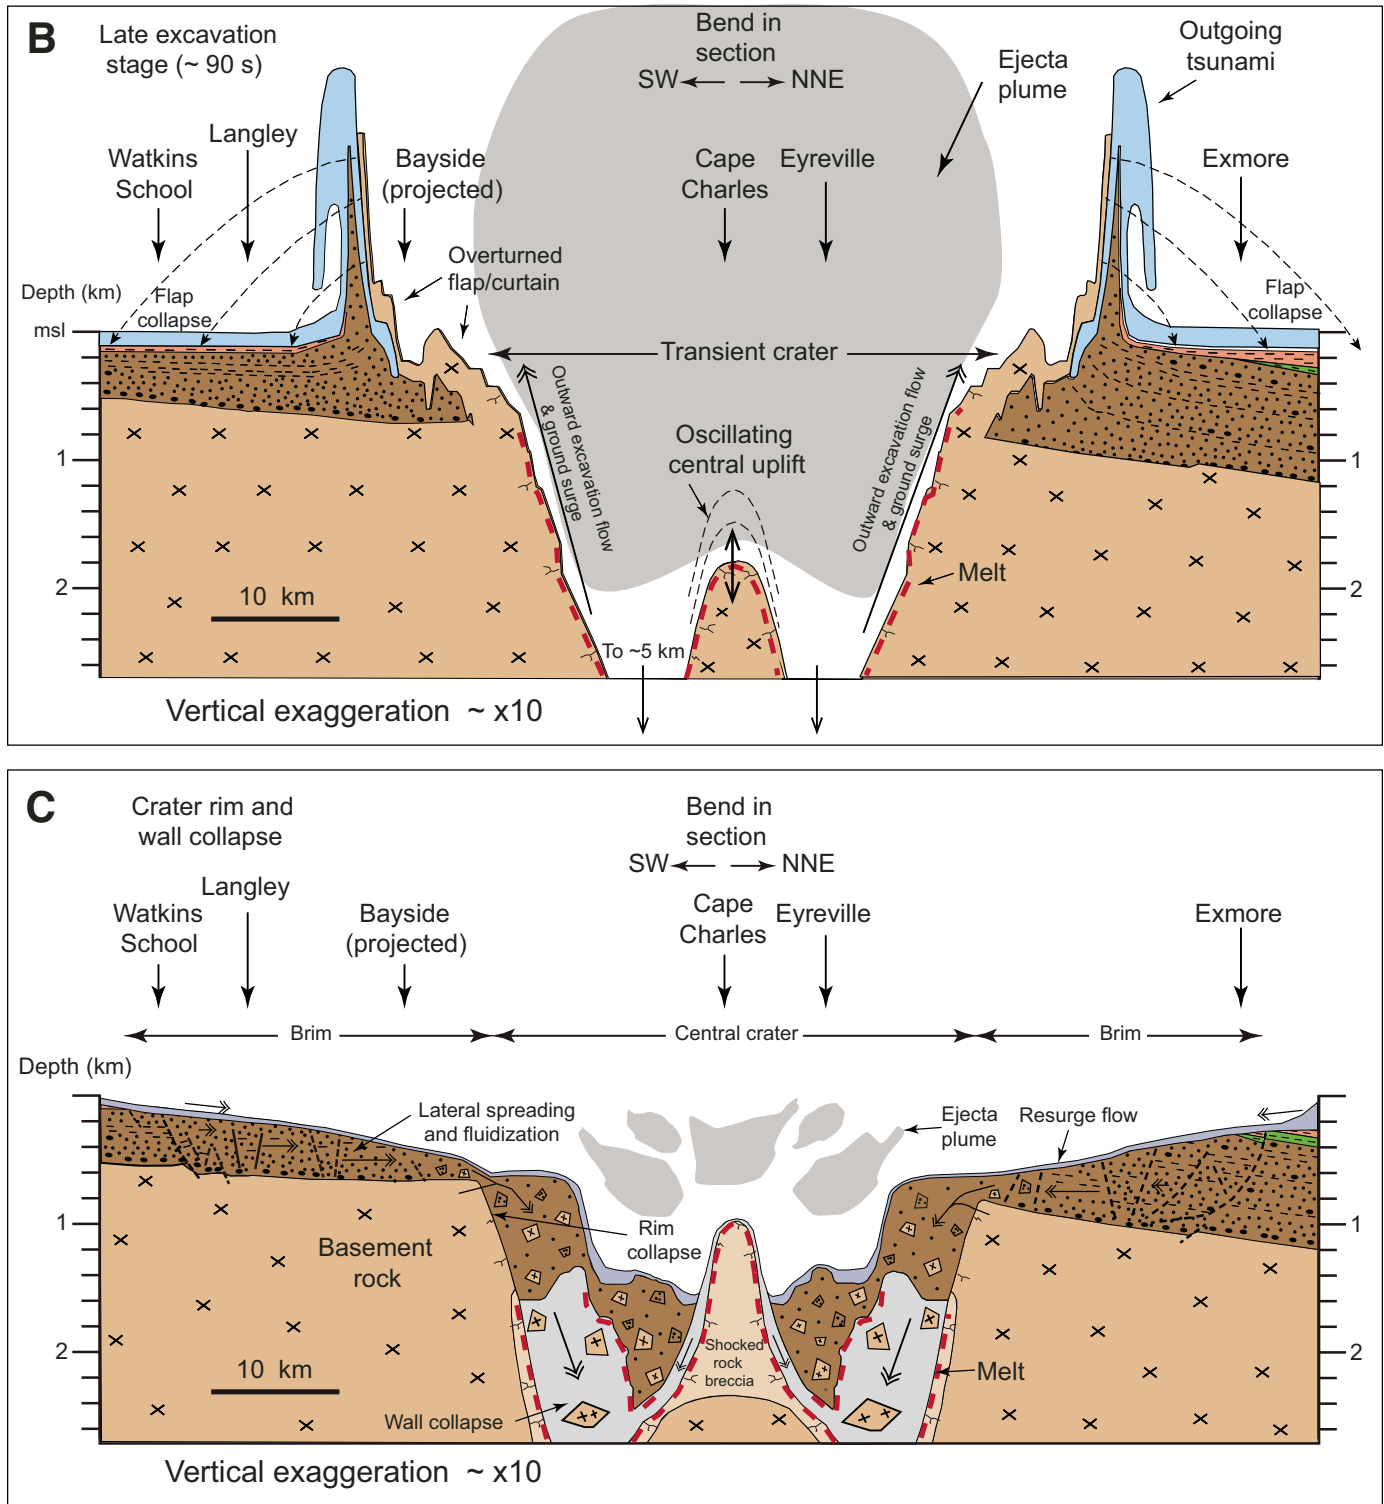 B
Late excavation
stage (~ 90 s)
Bend in
section
SW NNE
Ejecta
plume
Outgoing
tsunami
Langley
Watkins
School
Bayside
(projected)
Cape
Charles
Eyreville
Exmore
Overturned
flap/curtain
Depth (km)
Flap
collapse
Flap
collapse
msl
Transient crater
Outward excavation flow
& ground surge
Outward excavation flow
& ground surge
Oscillating
central uplift
1
1
2
2
10 km
Melt
To ~5 km
Vertical exaggeration ~ x10
C
Crater rim and
wall collapse
Bend in
section
SW NNE
Langley
Watkins
School
Bayside
(projected)
Cape
Charles
Eyreville
Exmore
Brim
Central crater
Brim
Depth (km)
Lateral spreading
and fluidization
Ejecta
plume
Resurge flow
1
1
Rim
collapse
Basement
rock
2
2
Shocked
rock
breccia
Melt
10 km
Wall collapse
Vertical exaggeration ~ x10